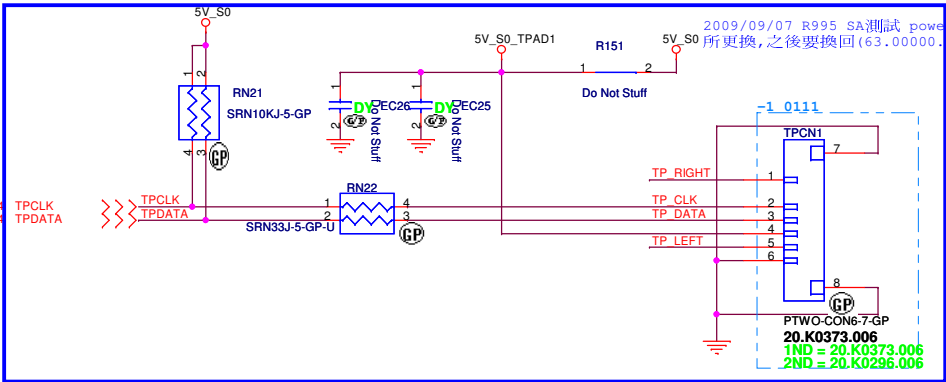 5V_S0
1
2
RN21
SRN10KJ-5-GP
4
3
GP
2009/09/07 R995 SA測試 powe
所更換,之後要換回(63.00000.
5V_S0_TPAD1
R151
5V_S0
1
2
Do Not Stuff
1
DY
EC26
2
G/P
Do Not Stuff
1
DY
EC25
2
G/P
Do Not Stuff
-1 0111
TPCN1
7
TP_RIGHT
1
TP_CLK
2
TP_DATA
3
4
TP_LEFT
5
6
8
TPCLK
TPDATA
TPCLK
TPDATA
RN22
1
4
2
3
SRN33J-5-GP-U
GP
GP
PTWO-CON6-7-GP
20.K0373.006
1ND = 20.K0373.006
2ND = 20.K0296.006